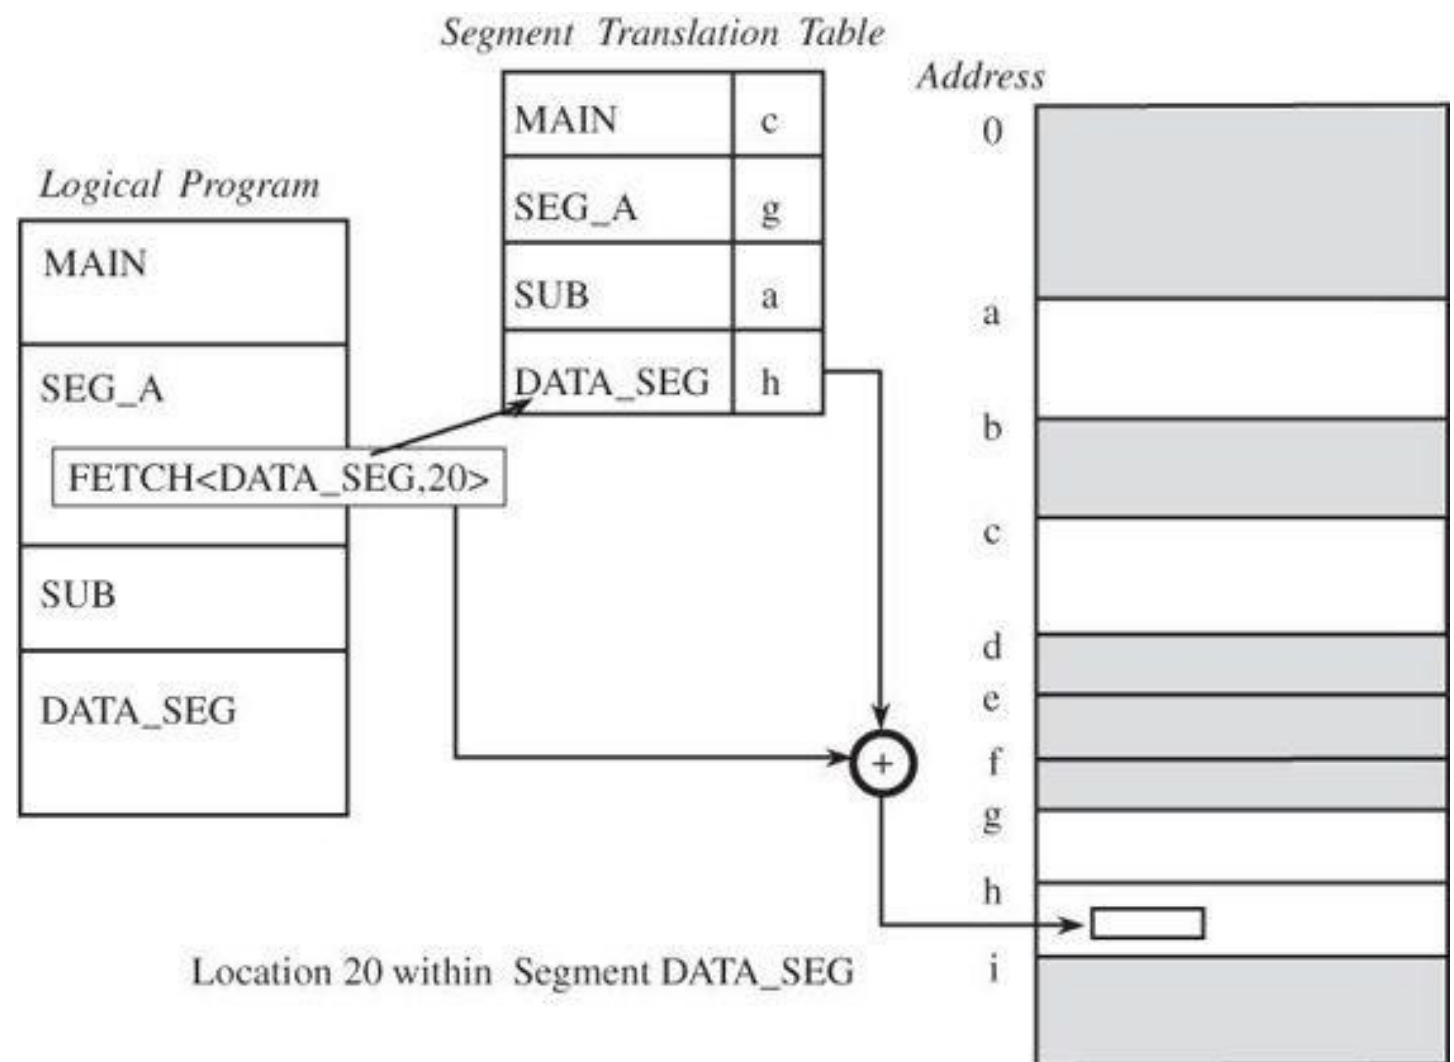 Segment Translation Table
MAIN c
SEG_A g
SUB a
DATA_SEG h
Logical Program
MAIN
SEG_A
FETCH<DATA_SEG,20>
SUB
DATA_SEG
+
Location 20 within Segment DATA_SEG
Address
0
a
b
c
d
e
f
g
h
i